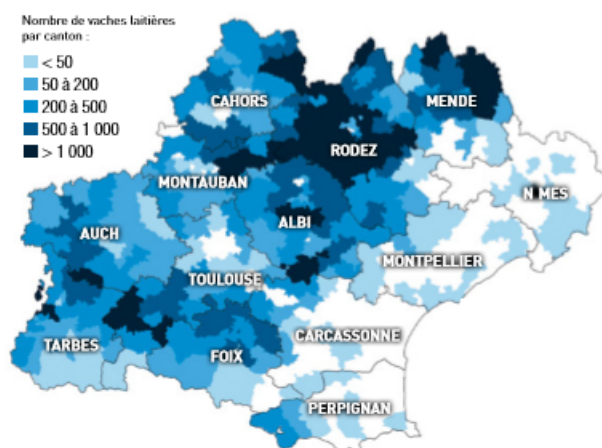 Nombre de vaches laitières
par canton :
< 50
50 à 200
200 à 500
500 à 1 000
> 1 000
CAHORS
MENDE
RODEZ
MONTAUBAN
NîMES
AUCH
ALBI
MONTPELLIER
TOULOUSE
CARCASSONNE
TARBES
FOIX
PERPIGNAN